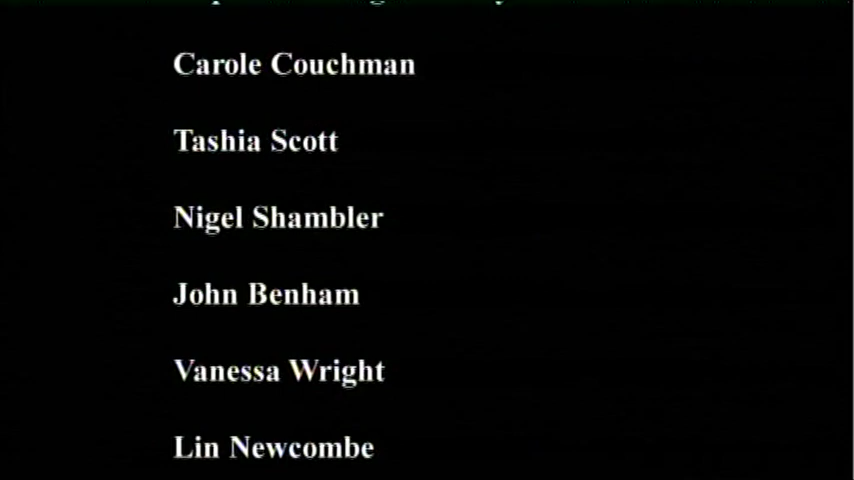 Carole Couchman
Tashia Scott
Nigel Shambler
John Benham
Vanessa Wright
Lin Newcombe